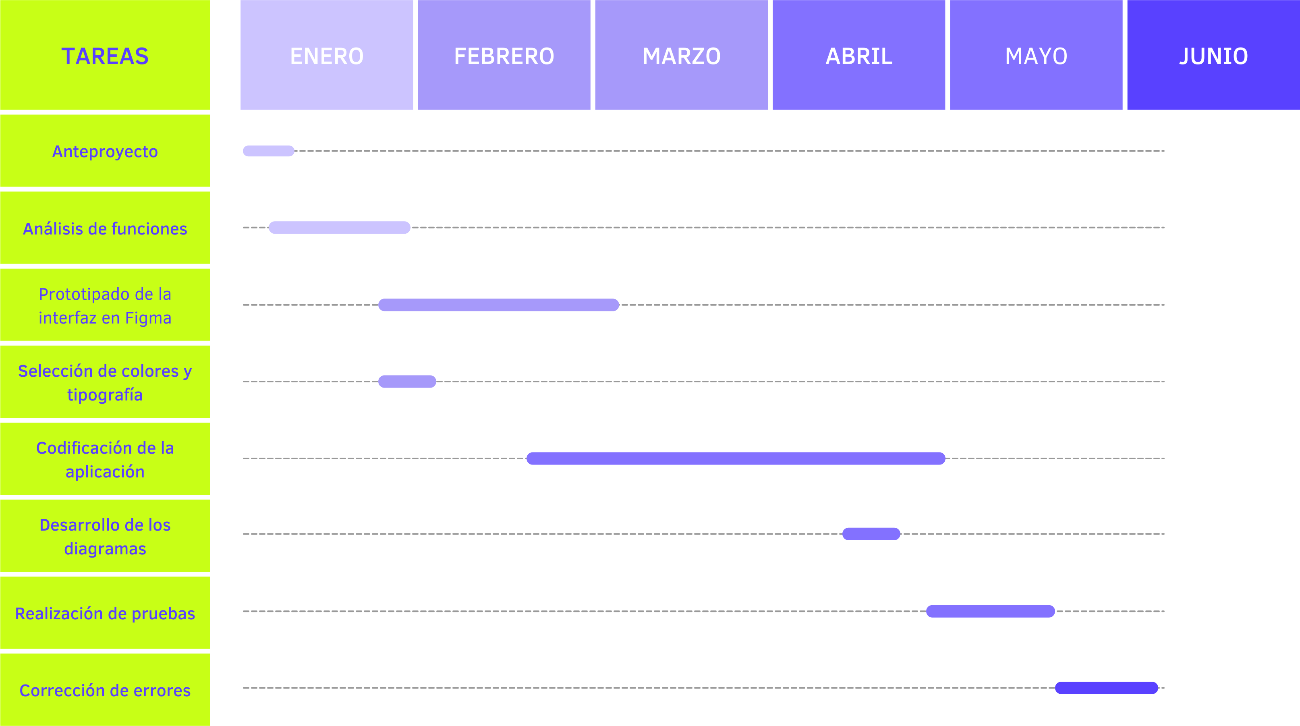 TAREAS
ENERO
FEBRERO
MARZO
ABRIL
MAYO
JUNIO
Anteproyecto
Análisis de funciones
Prototipado de la
interfaz en Figma
Selección de colores y
tipografía
Codificación de la
aplicación
Desarrollo de los
diagramas
Realización de pruebas
Corrección de errores